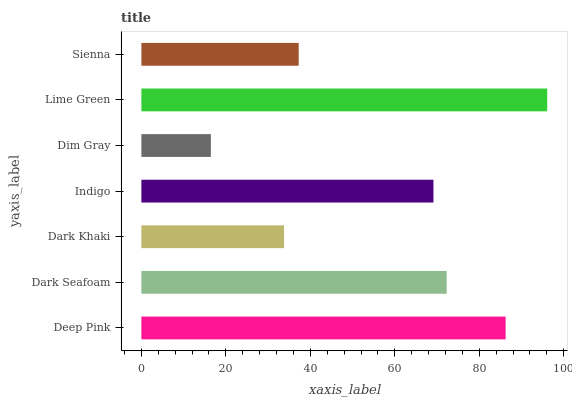 title
Sienna
Lime Green
Dim Gray
Indigo
Dark Khaki
Dark Seafoam
Deep Pink
yaxis_label
0 20 40 60 80 100
xaxis_label